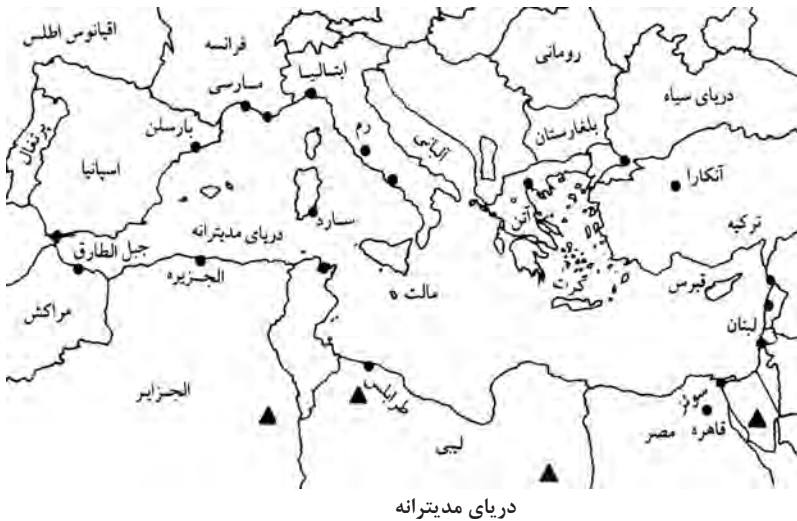 اقیانوس اطلس
فرانسه
ایتالیا
رومانی
مارسی
دریای سیاه
بارسلن
رم
آلبانی
بلغارستان
پرتغال
اسپانیا
آنکارا
آتن
ترکیه
سارد
دریای مدیترانه
جبل الطارق
الجزیره
مالت
کرت
قبرس
مراکش
لبنان
الجزایر
طرابلس
سوئز
لیبی
قاهره
مصر
دریای مدیترانه